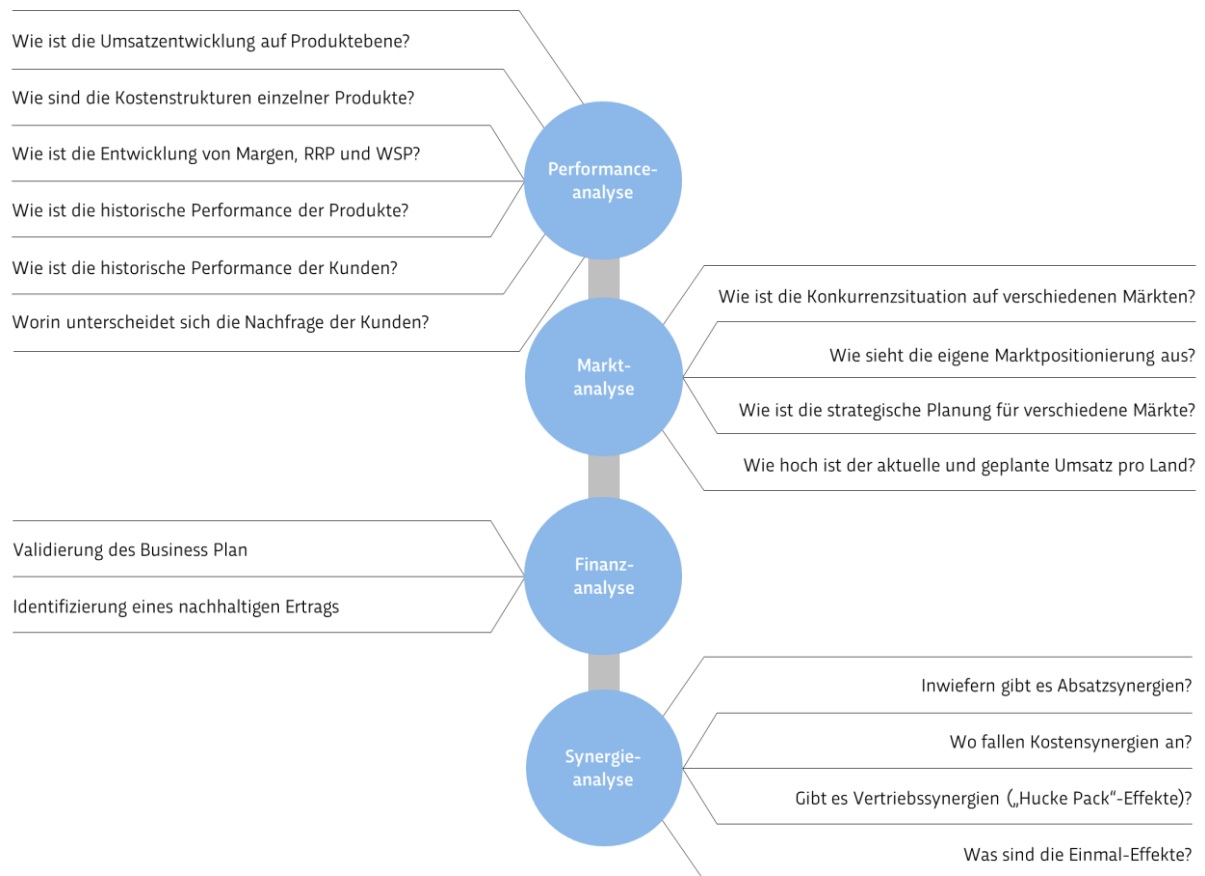 Wie ist die Umsatzentwicklung auf Produktebene?
Wie sind die Kostenstrukturen einzelner Produkte?
Wie ist die Entwicklung von Margen, RRP und WSP?
Wie ist die historische Performance der Produkte?
Wie ist die historische Performance der Kunden?
Worin unterscheidet sich die Nachfrage der Kunden?
Performance-
analyse
Wie ist die Konkurrenzsituation auf verschiedenen Märkten?
Wie sieht die eigene Marktpositionierung aus?
Wie ist die strategische Planung für verschiedene Märkte?
Wie hoch ist der aktuelle und geplante Umsatz pro Land?
Markt-
analyse
Validierung des Business Plan
Identifizierung eines nachhaltigen Ertrags
Finanz-
analyse
Inwiefern gibt es Absatzsynergien?
Wo fallen Kostensynergien an?
Gibt es Vertriebssynergien („Hucke Pack“-Effekte)?
Was sind die Einmal-Effekte?
Synergie-
analyse